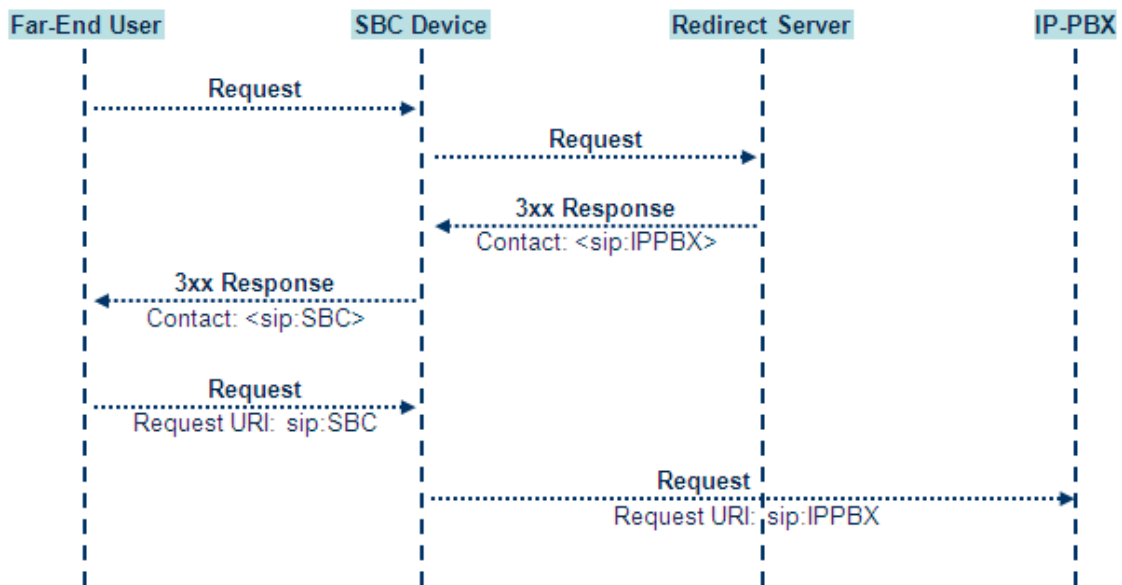 Far-End User
SBC Device
Redirect Server
IP-PBX
Request
Request
3xx Response
Contact: <sip:IPPBX>
3xx Response
Contact: <sip:SBC>
Request
Request URI: sip:SBC
Request
Request URI: sip:IPPBX